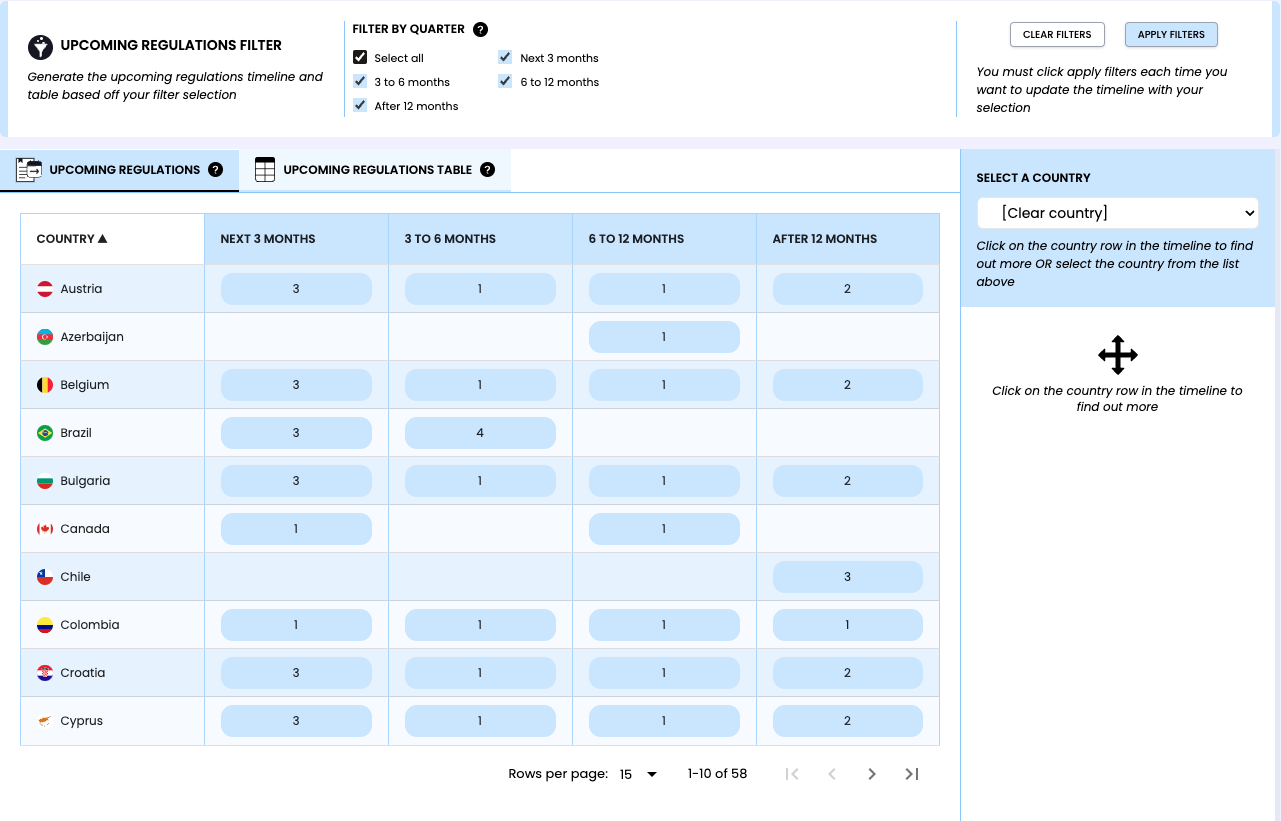 UPCOMING REGULATIONS FILTER
Generate the upcoming regulations timeline and
table based off your filter selection
FILTER BY QUARTER ?
Select all
Next 3 months
3 to 6 months
6 to 12 months
After 12 months
CLEAR FILTERS
APPLY FILTERS
You must click apply filters each time you
want to update the timeline with your
selection
UPCOMING REGULATIONS ?
UPCOMING REGULATIONS TABLE ?
COUNTRY ▲ NEXT 3 MONTHS 3 TO 6 MONTHS 6 TO 12 MONTHS AFTER 12 MONTHS
Austria 3 1 1 2
Azerbaijan 1
Belgium 3 1 1 2
Brazil 3 4
Bulgaria 3 1 1 2
Canada 1 1
Chile 3
Colombia 1 1 1 1
Croatia 3 1 1 2
Cyprus 3 1 1 2
Rows per page: 15 1-10 of 58
SELECT A COUNTRY
[Clear country]
Click on the country row in the timeline to find
out more OR select the country from the list
above
Click on the country row in the timeline to
find out more